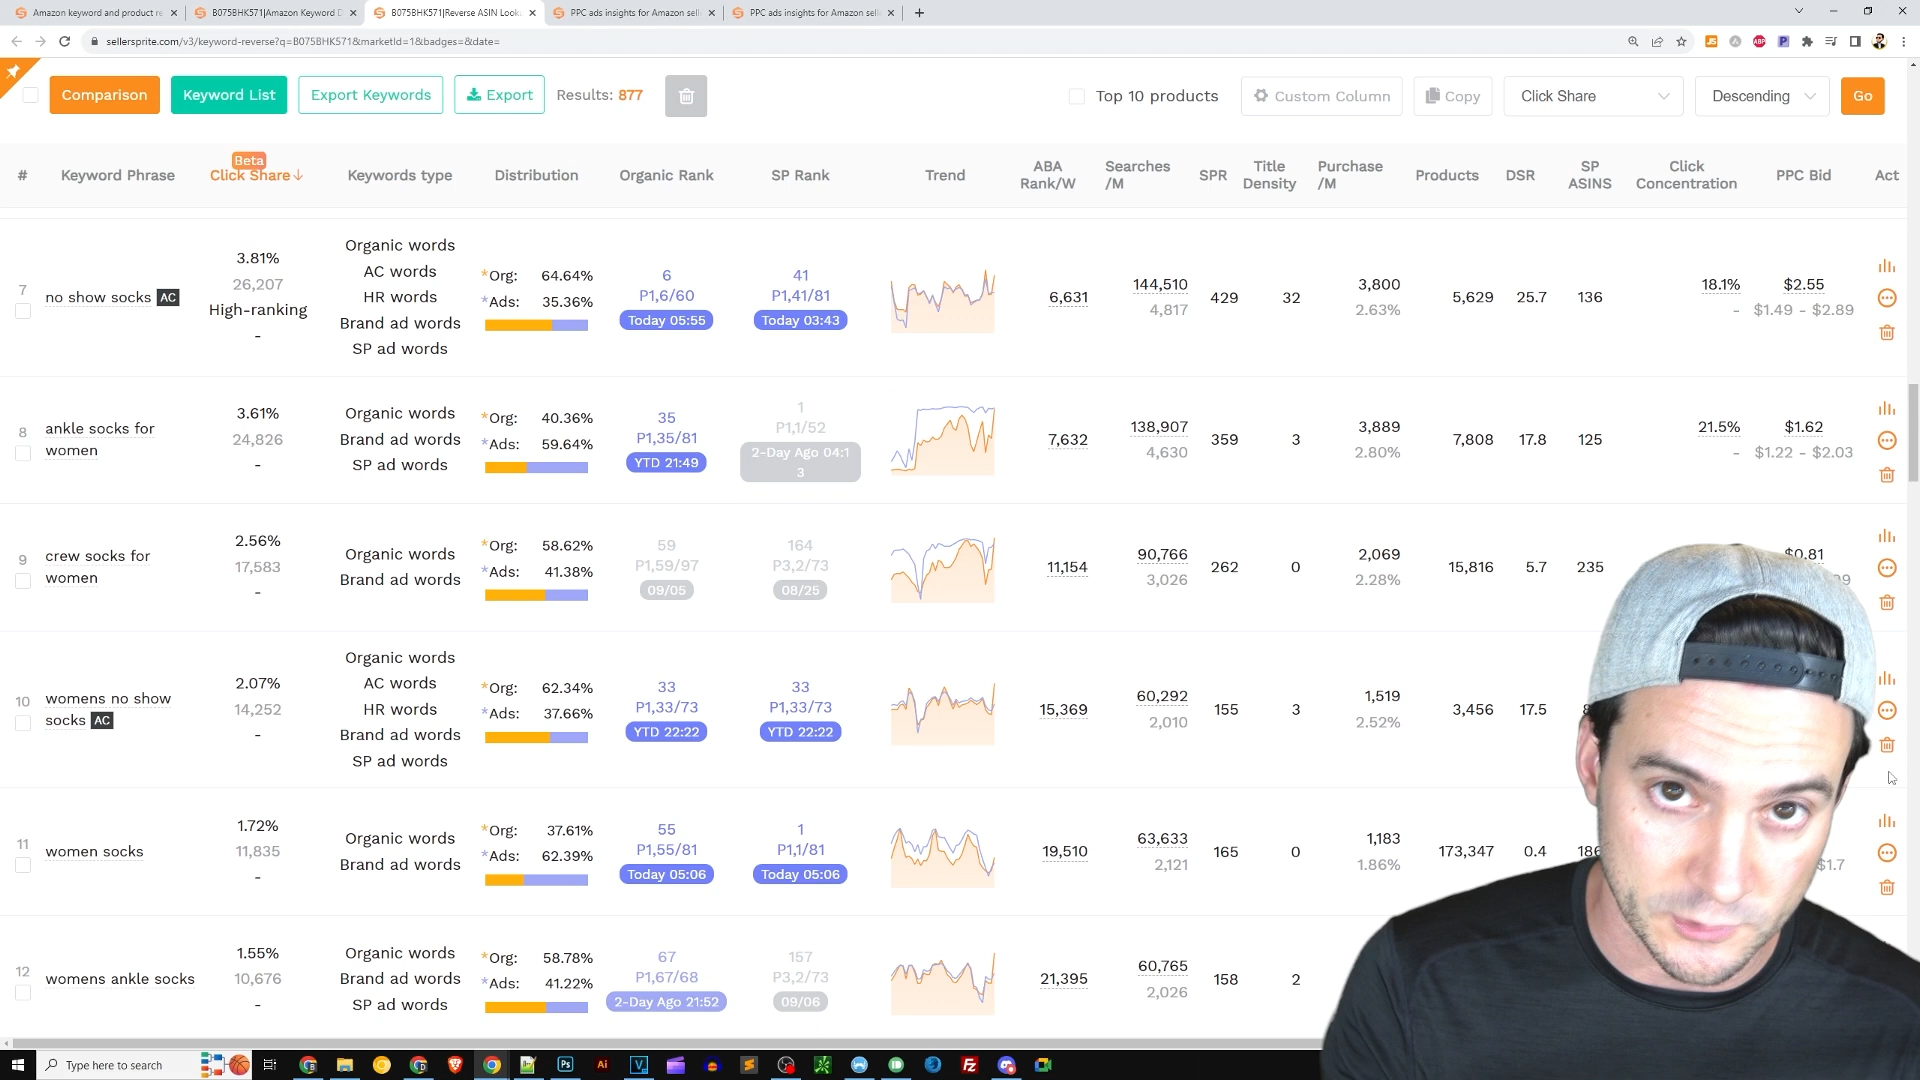 Amazon keyword and product re
B075BHK571|Amazon Keyword D
B075BHK571|Reverse ASIN Looku
PPC ads insights for Amazon sell
PPC ads insights for Amazon sell
sellersprite.com/v3/keyword-reverse?q=B075BHK571&marketId=1&badges=&date=
Comparison
Keyword List
Export Keywords
Export
Results: 877
Top 10 products
Custom Column
Copy
Click Share
Descending
Go
#
Keyword Phrase
Beta
Click Share↓
Keywords type
Distribution
Organic Rank
SP Rank
Trend
ABA
Rank/W
Searches
/M
SPR
Title
Density
Purchase
/M
Products
DSR
SP
ASINS
Click
Concentration
PPC Bid
Act
7
no show socks AC
3.81%
26,207
High-ranking
-
Organic words
AC words
HR words
Brand ad words
SP ad words
*Org: 64.64%
*Ads: 35.36%
6
P1,6/60
Today 05:55
41
P1,41/81
Today 03:43
6,631
144,510
4,817
429
32
3,800
2.63%
5,629
25.7
136
18.1%
-
$2.55
$1.49 - $2.89
8
ankle socks for
women
3.61%
24,826
-
Organic words
Brand ad words
SP ad words
*Org: 40.36%
*Ads: 59.64%
35
P1,35/81
YTD 21:49
1
P1,1/52
2-Day Ago 04:1
3
7,632
138,907
4,630
359
3
3,889
2.80%
7,808
17.8
125
21.5%
-
$1.62
$1.22 - $2.03
9
crew socks for
women
2.56%
17,583
-
Organic words
Brand ad words
*Org: 58.62%
*Ads: 41.38%
59
P1,59/97
09/05
164
P3,2/73
08/25
11,154
90,766
3,026
262
0
2,069
2.28%
15,816
5.7
235
$0.81
10
womens no show
socks AC
2.07%
14,252
-
Organic words
AC words
HR words
Brand ad words
SP ad words
*Org: 62.34%
*Ads: 37.66%
33
P1,33/73
YTD 22:22
33
P1,33/73
YTD 22:22
15,369
60,292
2,010
155
3
1,519
2.52%
3,456
17.5
11
women socks
1.72%
11,835
-
Organic words
Brand ad words
*Org: 37.61%
*Ads: 62.39%
55
P1,55/81
Today 05:06
1
P1,1/81
Today 05:06
19,510
63,633
2,121
165
0
1,183
1.86%
173,347
0.4
186
$1.7
12
womens ankle socks
1.55%
10,676
-
Organic words
Brand ad words
SP ad words
*Org: 58.78%
*Ads: 41.22%
67
P1,67/68
2-Day Ago 21:52
157
P3,2/73
09/06
21,395
60,765
2,026
158
2
Type here to search